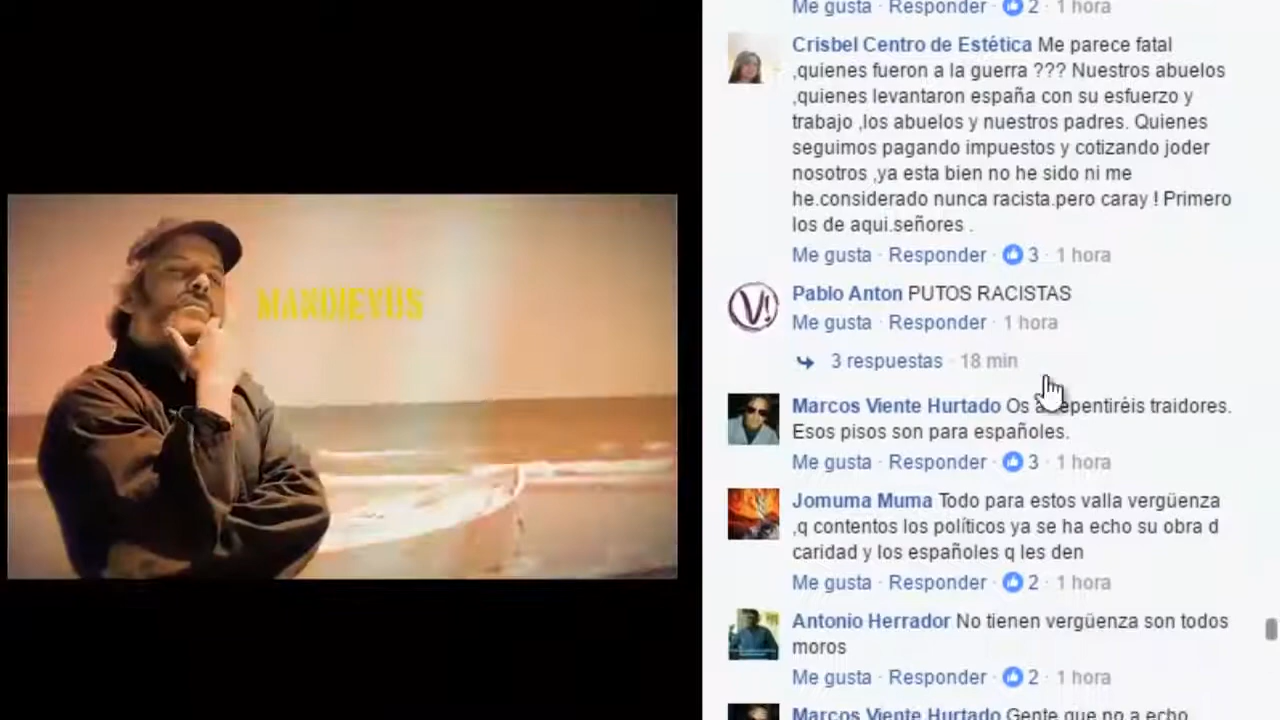 Me gusta · Responder · 2 · 1 hora
Crisbel Centro de Estética Me parece fatal
,quienes fueron a la guerra ??? Nuestros abuelos
,quienes levantaron españa con su esfuerzo y
trabajo ,los abuelos y nuestros padres. Quienes
seguimos pagando impuestos y cotizando joder
nosotros ,ya esta bien no he sido ni me
he.considerado nunca racista.pero caray ! Primero
los de aqui.señores .
Me gusta · Responder · 3 · 1 hora
MANDIEVUS
V!
Pablo Anton PUTOS RACISTAS
Me gusta · Responder · 1 hora
3 respuestas · 18 min
Marcos Viente Hurtado Os arrepentiréis traidores.
Esos pisos son para españoles.
Me gusta · Responder · 3 · 1 hora
Jomuma Muma Todo para estos valla vergüenza
,q contentos los políticos ya se ha echo su obra d
caridad y los españoles q les den
Me gusta · Responder · 2 · 1 hora
Antonio Herrador No tienen vergüenza son todos
moros
Me gusta · Responder · 2 · 1 hora
Marcos Viente Hurtado Gente que no a echo